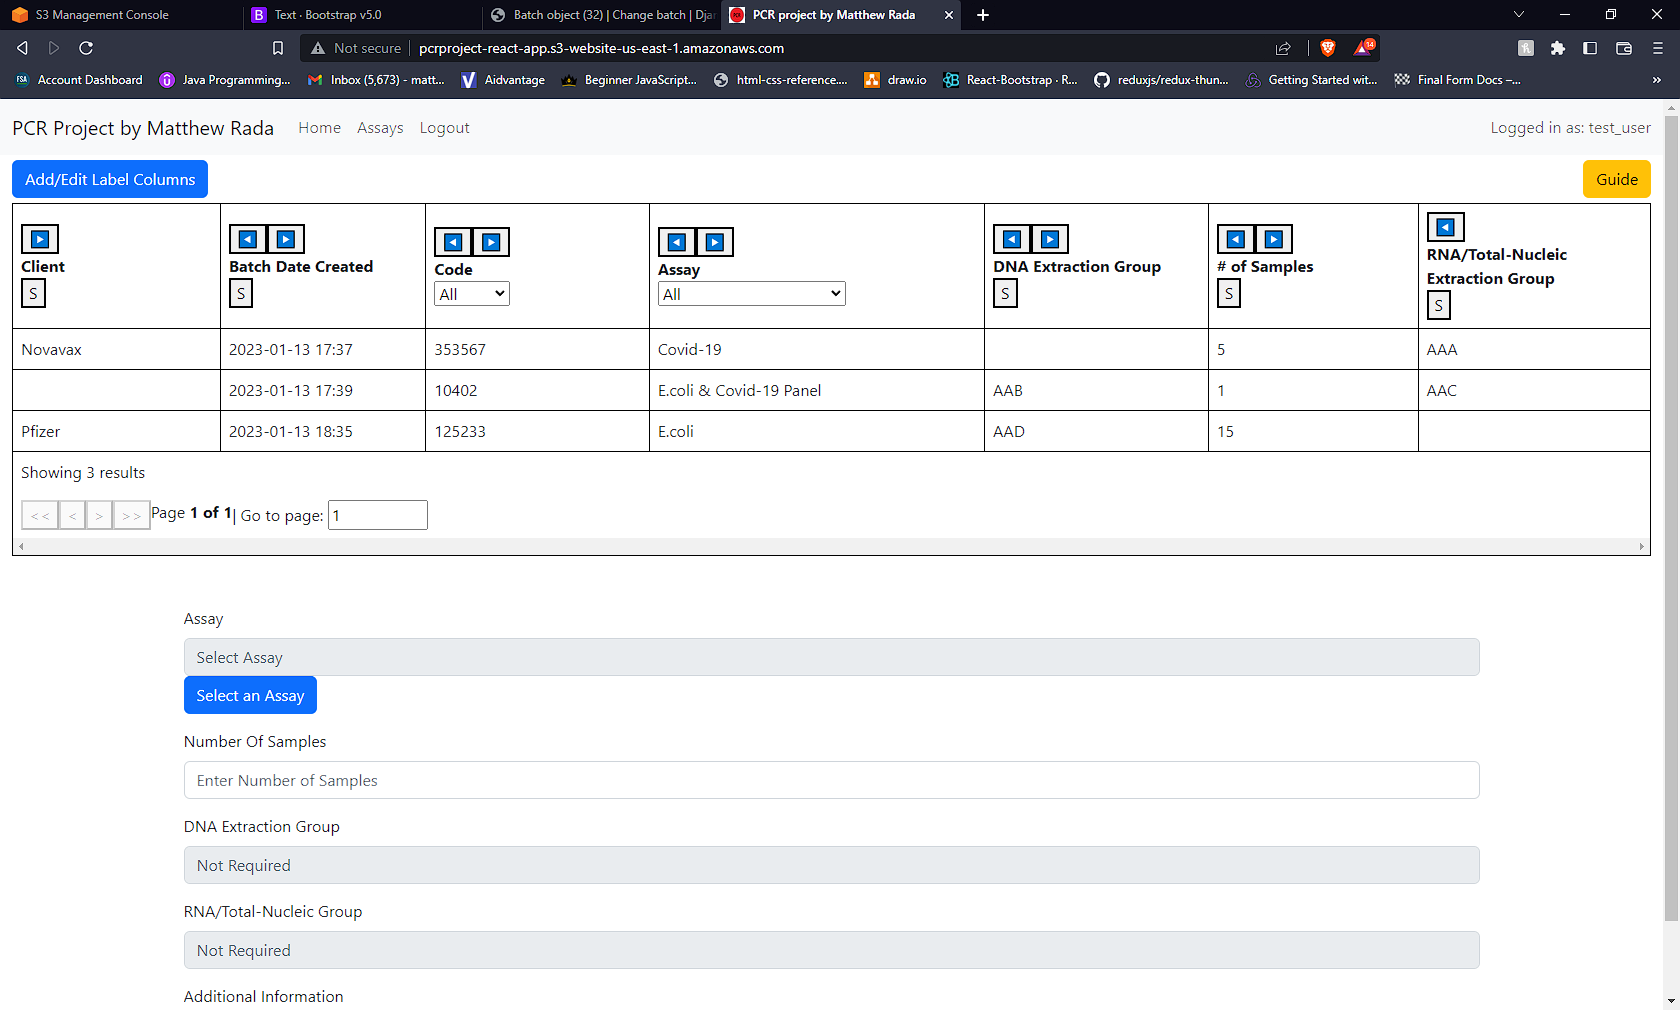 S3 Management Console
B Text · Bootstrap v5.0
Batch object (32) | Change batch | Dja
PCR project by Matthew Rada
Not secure pcrproject-react-app.s3-website-us-east-1.amazonaws.com
14
FSA Account Dashboard
Java Programming...
Inbox (5,673) - matt...
Aidvantage
Beginner JavaScript...
html-css-reference....
draw.io
React-Bootstrap · R...
reduxjs/redux-thun...
Getting Started wit...
Final Form Docs –...
»
PCR Project by Matthew Rada Home Assays Logout Logged in as: test_user
Add/Edit Label Columns Guide
Client S
Batch Date Created S
Code All
Assay All
DNA Extraction Group S
# of Samples S
RNA/Total-Nucleic
Extraction Group S
Novavax 2023-01-13 17:37 353567 Covid-19 5 AAA
2023-01-13 17:39 10402 E.coli & Covid-19 Panel AAB 1 AAC
Pfizer 2023-01-13 18:35 125233 E.coli AAD 15
Showing 3 results
<< < > >> Page 1 of 1 | Go to page: 1
Assay
Select Assay
Select an Assay
Number Of Samples
Enter Number of Samples
DNA Extraction Group
Not Required
RNA/Total-Nucleic Group
Not Required
Additional Information